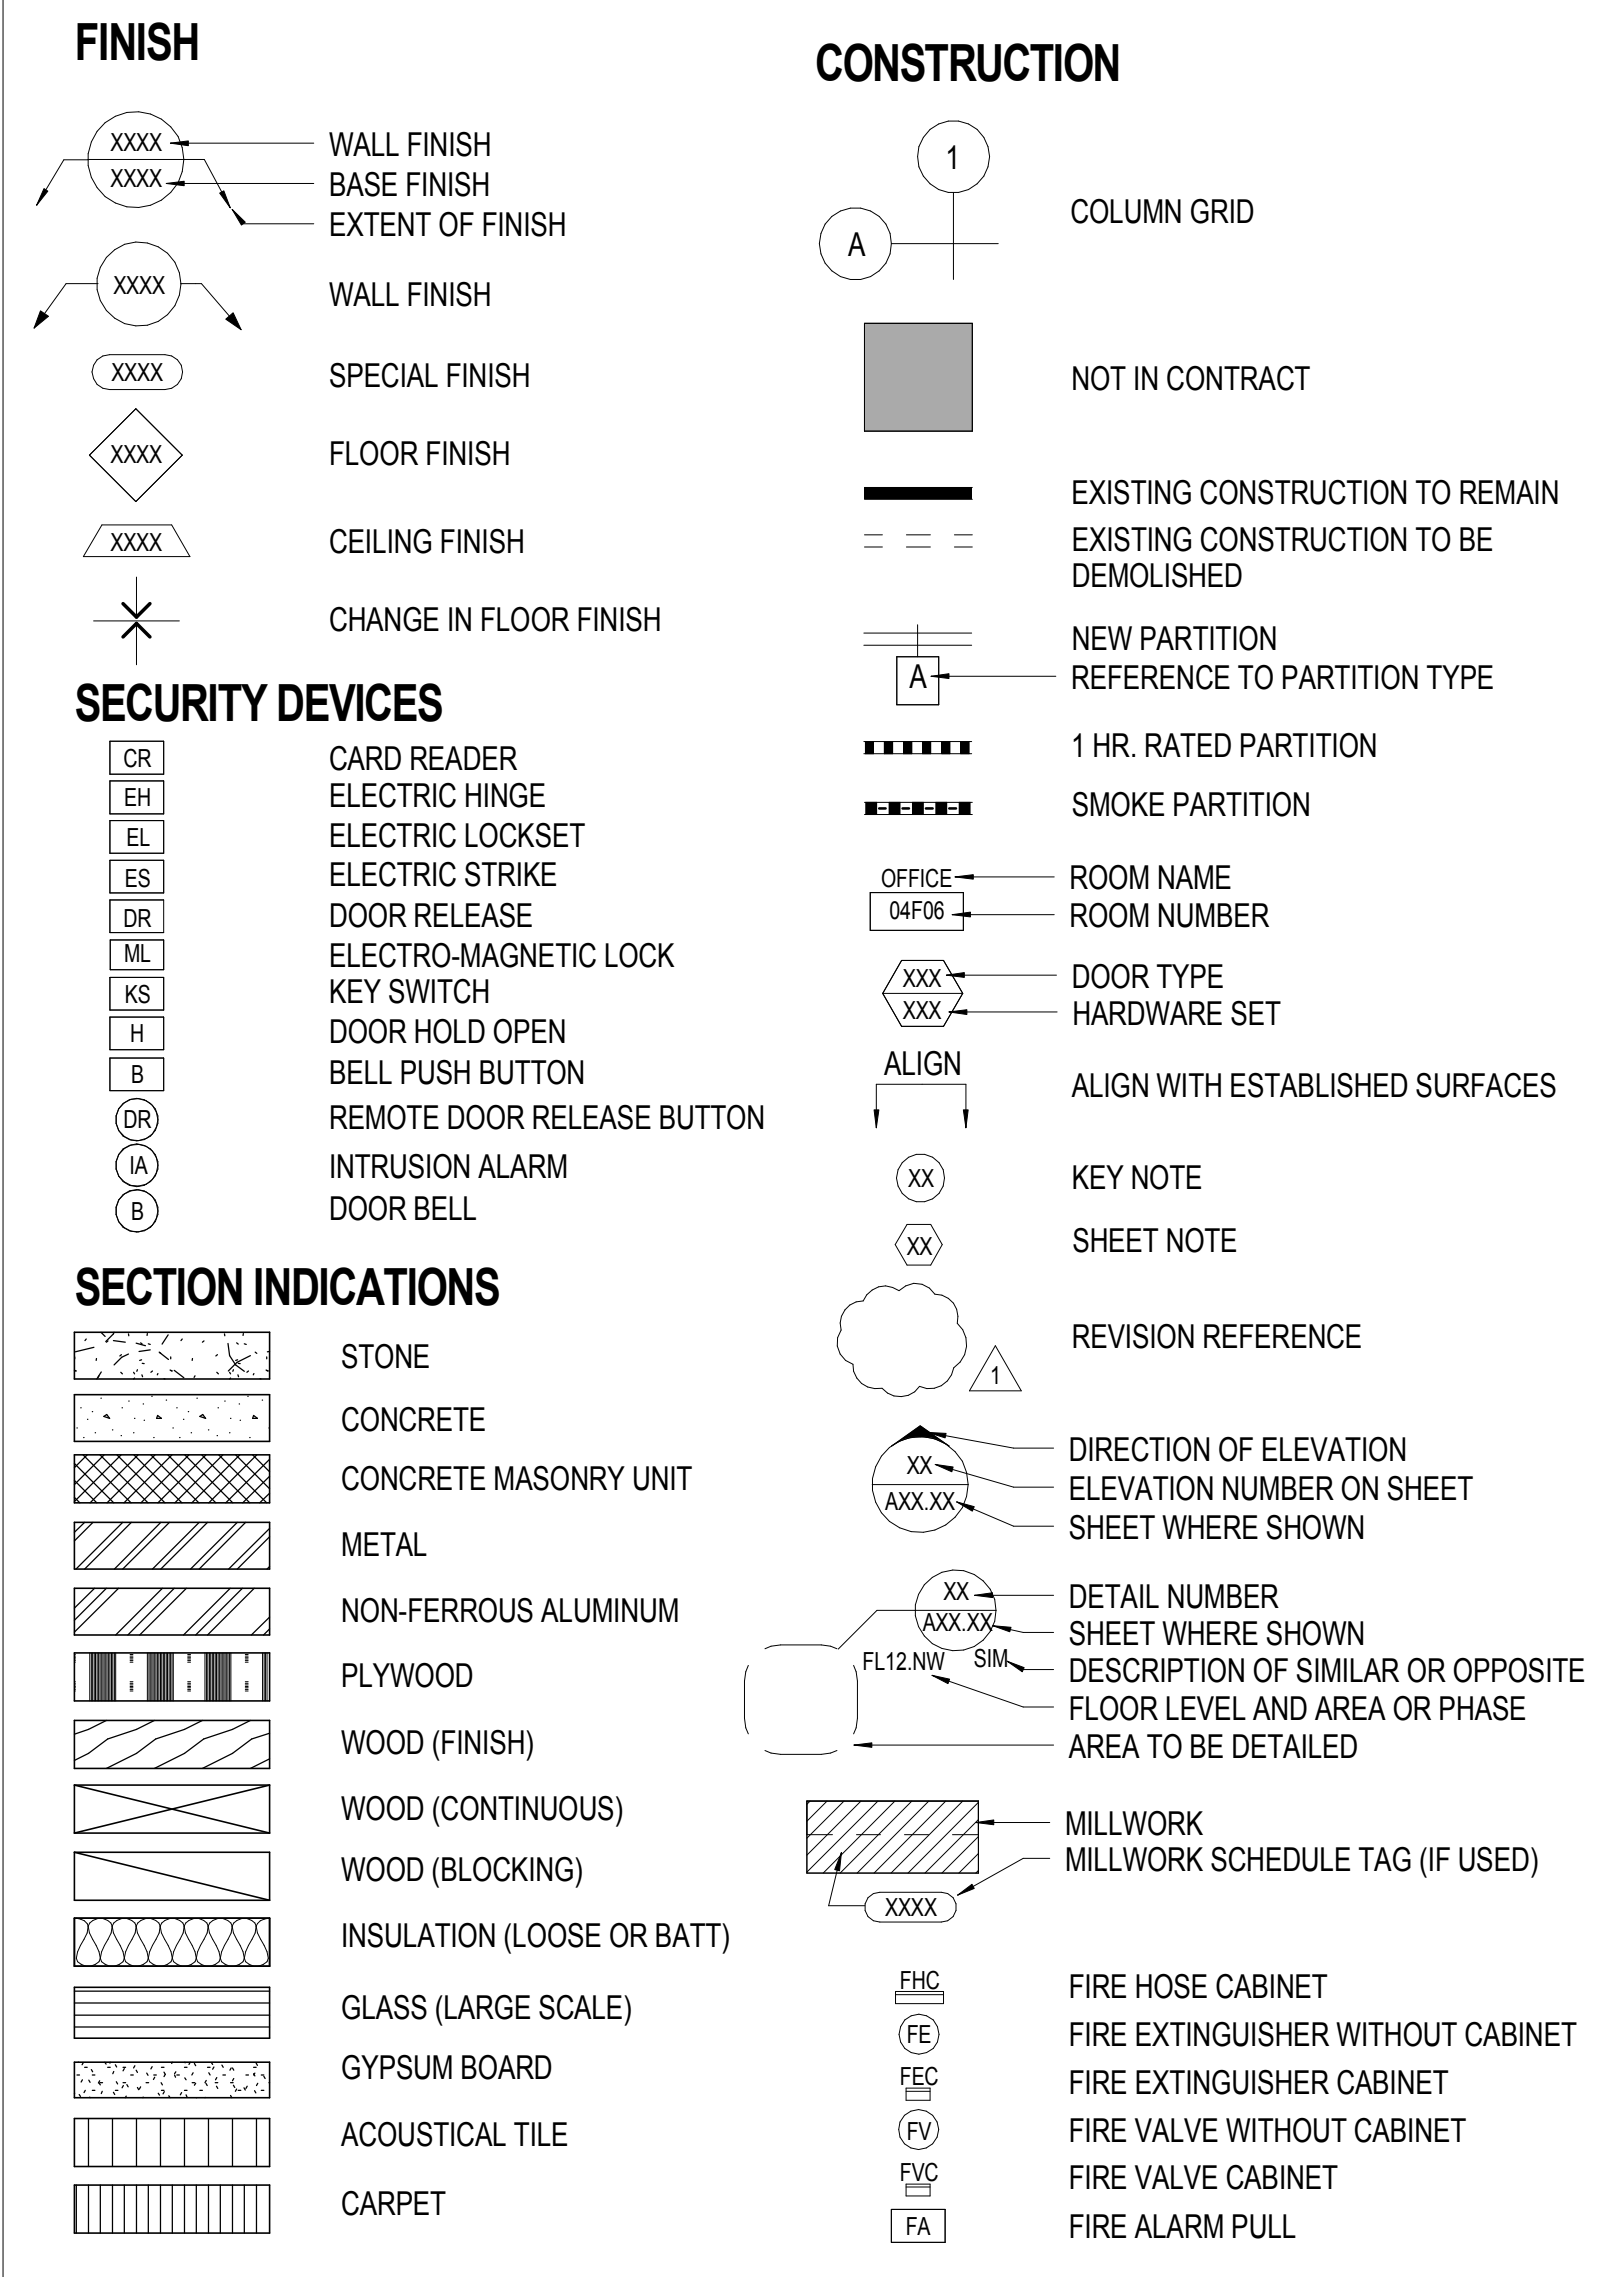 FINISH
XXXX
WALL FINISH
XXXX
BASE FINISH
EXTENT OF FINISH
XXXX
WALL FINISH
XXXX
SPECIAL FINISH
XXXX
FLOOR FINISH
XXXX
CEILING FINISH
CHANGE IN FLOOR FINISH
SECURITY DEVICES
CR CARD READER
EH ELECTRIC HINGE
EL ELECTRIC LOCKSET
ES ELECTRIC STRIKE
DR DOOR RELEASE
ML ELECTRO-MAGNETIC LOCK
KS KEY SWITCH
H DOOR HOLD OPEN
B BELL PUSH BUTTON
DR REMOTE DOOR RELEASE BUTTON
IA INTRUSION ALARM
B DOOR BELL
SECTION INDICATIONS
STONE
CONCRETE
CONCRETE MASONRY UNIT
METAL
NON-FERROUS ALUMINUM
PLYWOOD
WOOD (FINISH)
WOOD (CONTINUOUS)
WOOD (BLOCKING)
INSULATION (LOOSE OR BATT)
GLASS (LARGE SCALE)
GYPSUM BOARD
ACOUSTICAL TILE
CARPET
CONSTRUCTION
1
A
COLUMN GRID
NOT IN CONTRACT
EXISTING CONSTRUCTION TO REMAIN
EXISTING CONSTRUCTION TO BE
DEMOLISHED
NEW PARTITION
A REFERENCE TO PARTITION TYPE
1 HR. RATED PARTITION
SMOKE PARTITION
OFFICE ROOM NAME
04F06 ROOM NUMBER
XXX DOOR TYPE
XXX HARDWARE SET
ALIGN
ALIGN WITH ESTABLISHED SURFACES
XX KEY NOTE
XX SHEET NOTE
REVISION REFERENCE
1
DIRECTION OF ELEVATION
XX ELEVATION NUMBER ON SHEET
AXX.XX SHEET WHERE SHOWN
XX DETAIL NUMBER
AXX.XX SHEET WHERE SHOWN
FL12.NW SIM DESCRIPTION OF SIMILAR OR OPPOSITE
FLOOR LEVEL AND AREA OR PHASE
AREA TO BE DETAILED
MILLWORK
MILLWORK SCHEDULE TAG (IF USED)
XXXX
FHC FIRE HOSE CABINET
FE FIRE EXTINGUISHER WITHOUT CABINET
FEC FIRE EXTINGUISHER CABINET
FV FIRE VALVE WITHOUT CABINET
FVC FIRE VALVE CABINET
FA FIRE ALARM PULL